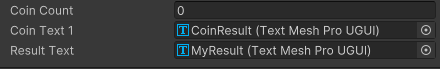 Coin Count 0
Coin Text 1 CoinResult (Text Mesh Pro UGUI)
Result Text MyResult (Text Mesh Pro UGUI)